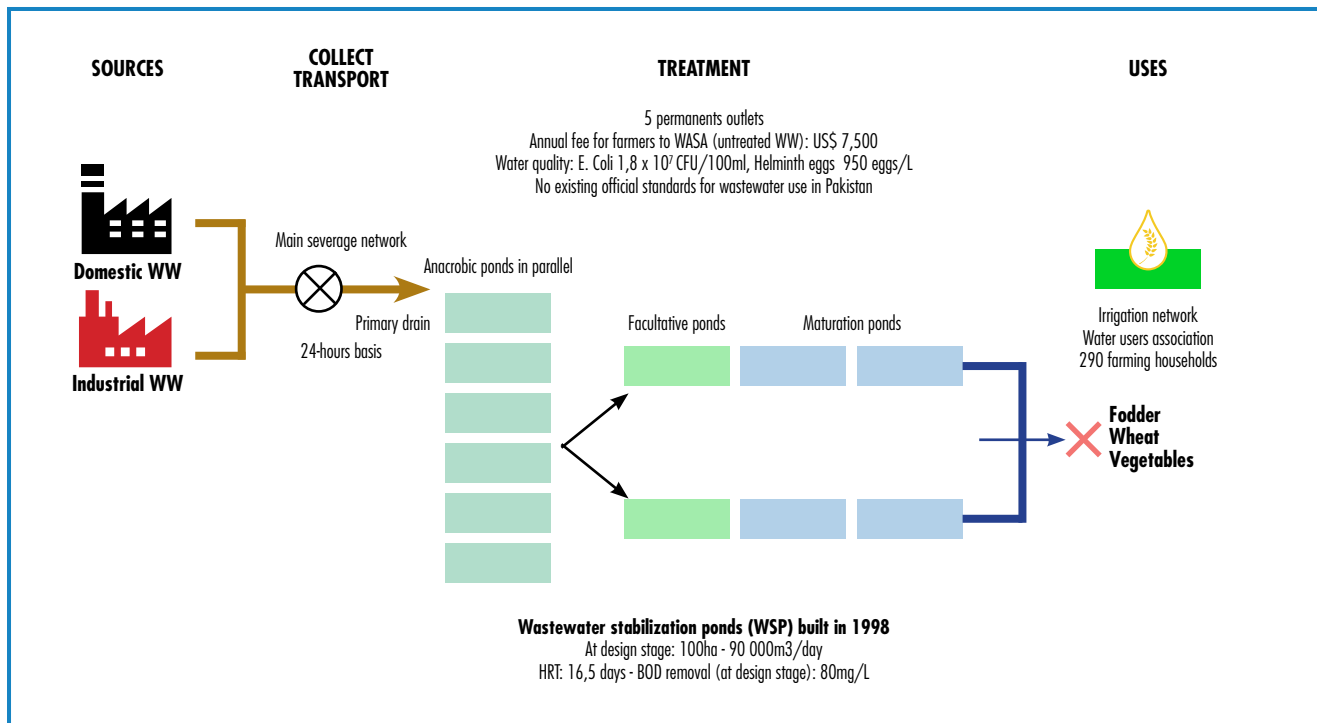 SOURCES
COLLECT
TRANSPORT
TREATMENT
USES
5 permanents outlets
Annual fee for farmers to WASA (untreated WW): US$ 7,500
Water quality: E. Coli 1,8 x 10⁷ CFU/100ml, Helminth eggs 950 eggs/L
No existing official standards for wastewater use in Pakistan
Domestic WW
Industrial WW
Main severage network
Primary drain
24-hours basis
Anacrobic ponds in parallel
Facultative ponds
Maturation ponds
Irrigation network
Water users association
290 farming households
Fodder
Wheat
Vegetables
Wastewater stabilization ponds (WSP) built in 1998
At design stage: 100ha - 90 000m3/day
HRT: 16,5 days - BOD removal (at design stage): 80mg/L